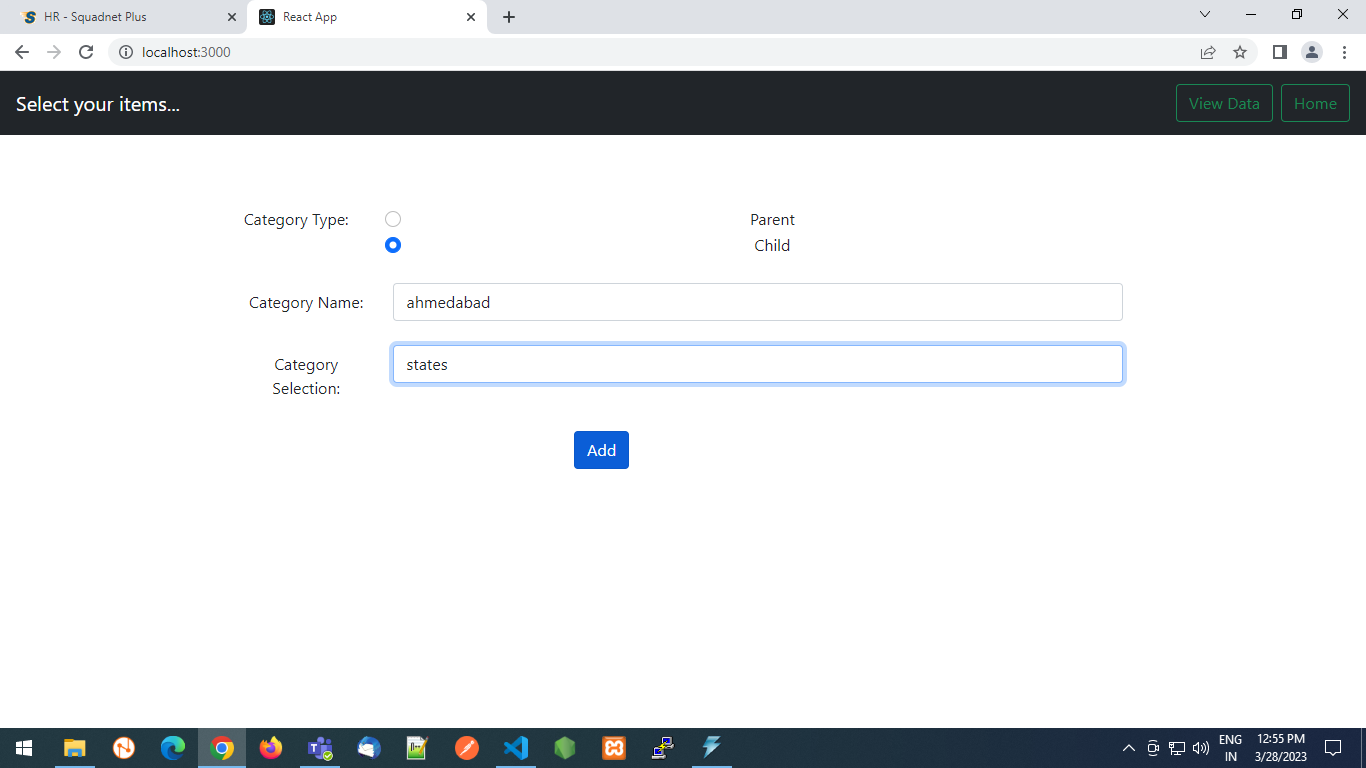 HR - Squadnet Plus
React App
localhost:3000
Select your items...
View Data
Home
Category Type:
Parent
Child
Category Name:
ahmedabad
Category
Selection:
states
Add
ENG
IN
12:55 PM
3/28/2023